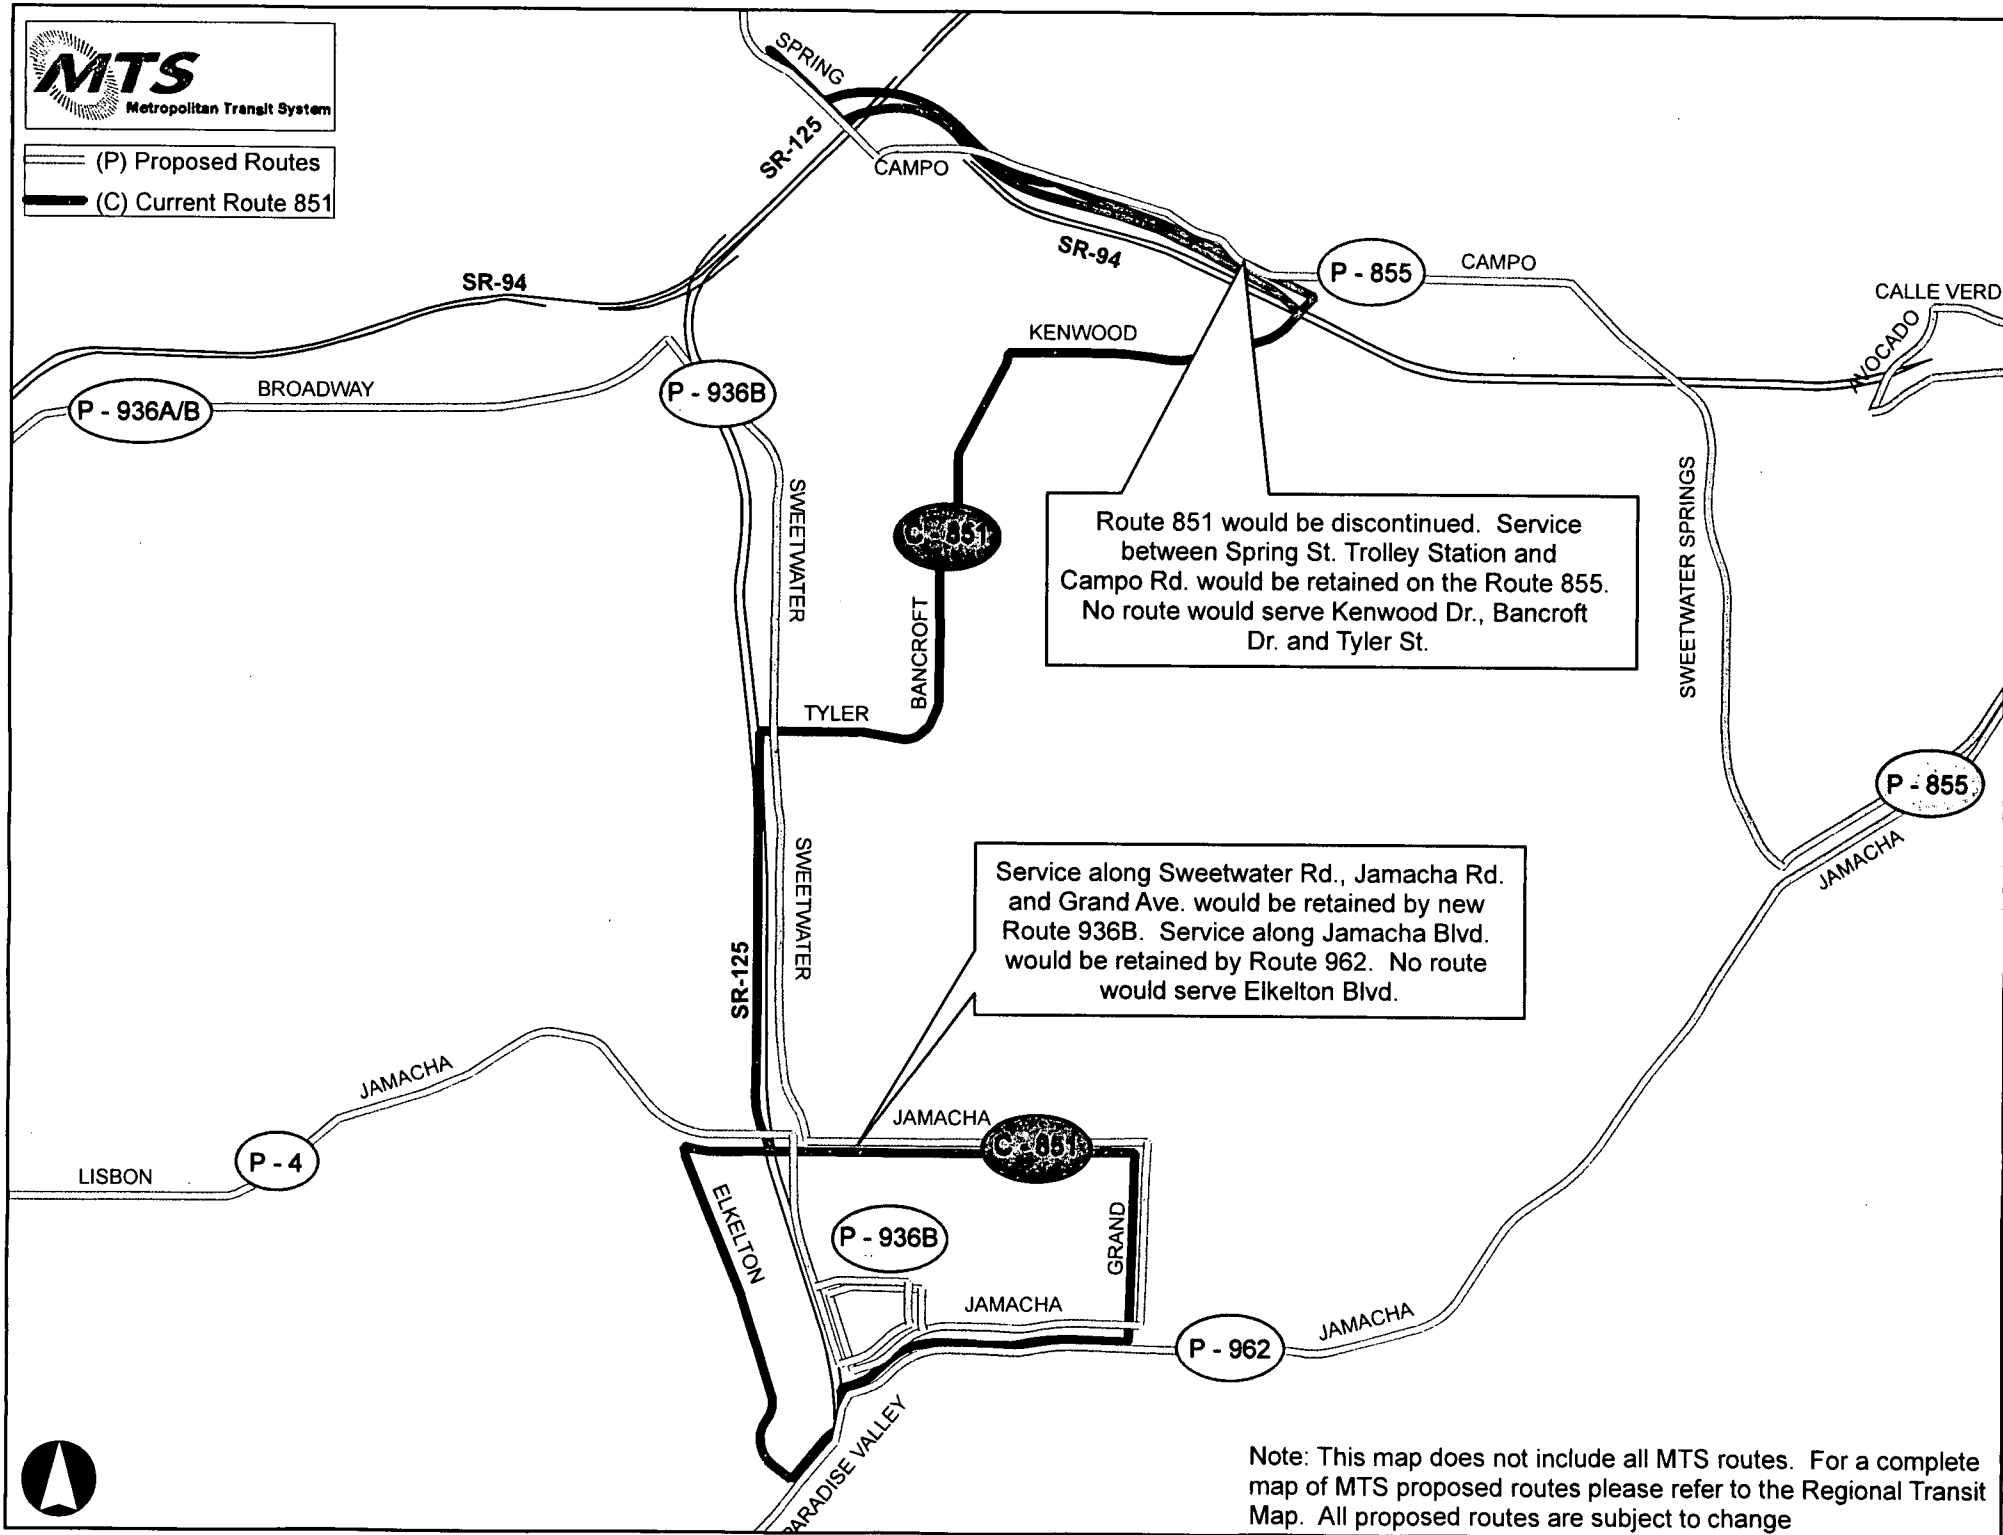 MTS
Metropolitan Transit System
(P) Proposed Routes
(C) Current Route 851
SPRING
SR-125
CAMPO
SR-94
SR-94
P - 855
CAMPO
CALLE VERD
AVOCADO
KENWOOD
BROADWAY
P - 936A/B
P - 936B
SWEETWATER
C - 851
BANCROFT
TYLER
SWEETWATER SPRINGS
Route 851 would be discontinued. Service
between Spring St. Trolley Station and
Campo Rd. would be retained on the Route 855.
No route would serve Kenwood Dr., Bancroft
Dr. and Tyler St.
P - 855
JAMACHA
SWEETWATER
SR-125
Service along Sweetwater Rd., Jamacha Rd.
and Grand Ave. would be retained by new
Route 936B. Service along Jamacha Blvd.
would be retained by Route 962. No route
would serve Elkelton Blvd.
JAMACHA
P - 4
LISBON
JAMACHA
C - 851
ELKELTON
P - 936B
GRAND
JAMACHA
P - 962
JAMACHA
PARADISE VALLEY
Note: This map does not include all MTS routes. For a complete
map of MTS proposed routes please refer to the Regional Transit
Map. All proposed routes are subject to change